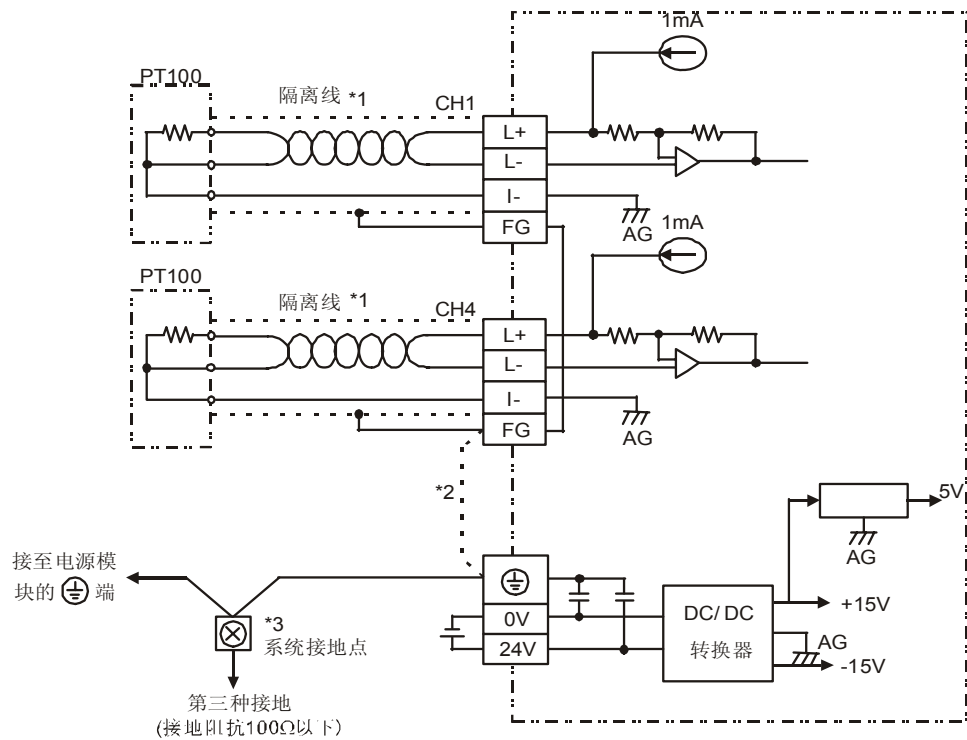 1mA
PT100
隔离线 *1
CH1
L+
L-
I-
FG
AG
1mA
PT100
隔离线 *1
CH4
L+
L-
I-
FG
AG
*2
5V
AG
接至电源模
块的 端
*3
系统接地点
0V
24V
DC/DC
转换器
+15V
AG
-15V
第三种接地
(接地阻抗100Ω以下)